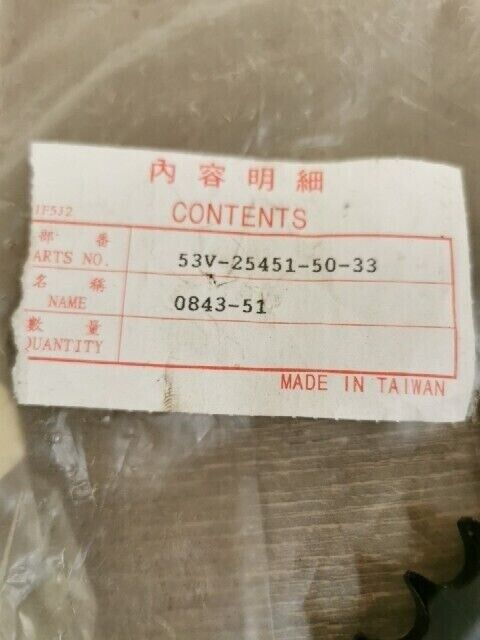 內容明細
1F532
CONTENTS
部 番
ARTS NO.
53V-25451-50-33
名 稱
NAME
0843-51
數 量
QUANTITY
MADE IN TAIWAN